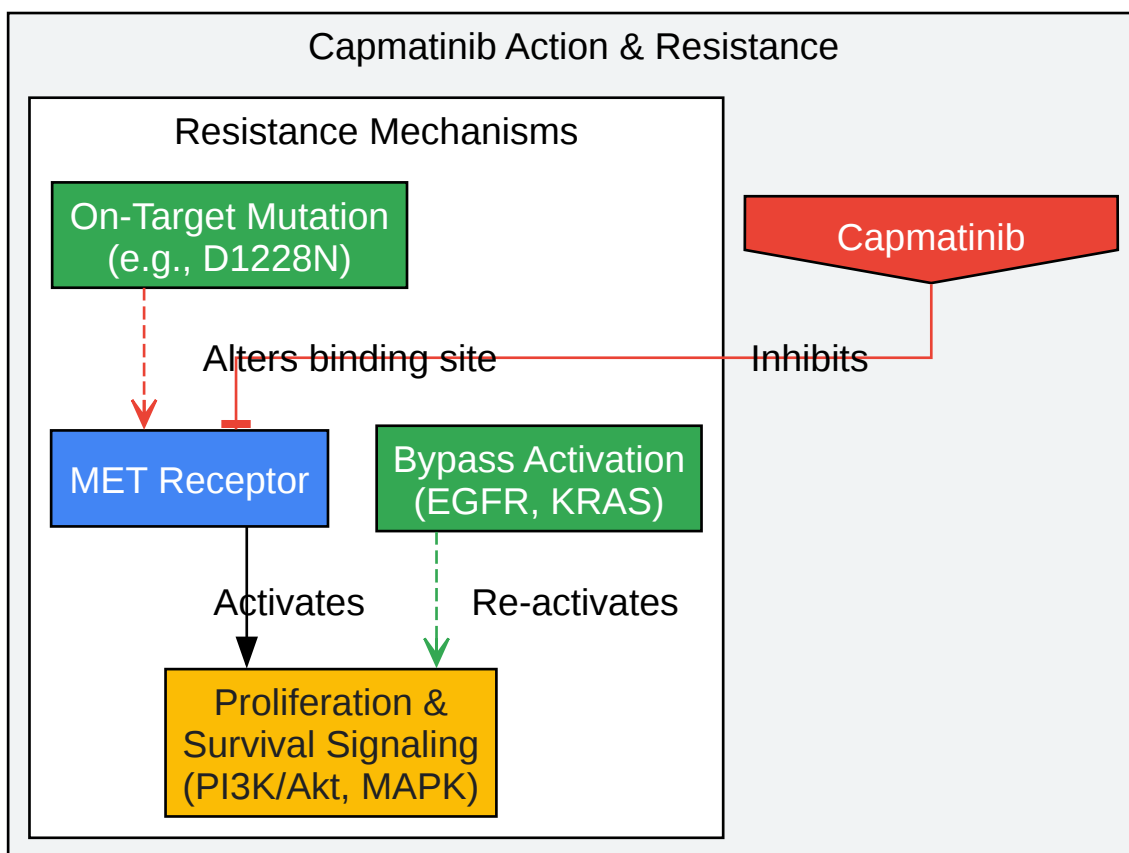 Capmatinib Action & Resistance
Resistance Mechanisms
On-Target Mutation
(e.g., D1228N)
Capmatinib
Alters binding site
Inhibits
MET Receptor
Bypass Activation
(EGFR, KRAS)
Activates
Re-activates
Proliferation &
Survival Signaling
(PI3K/Akt, MAPK)